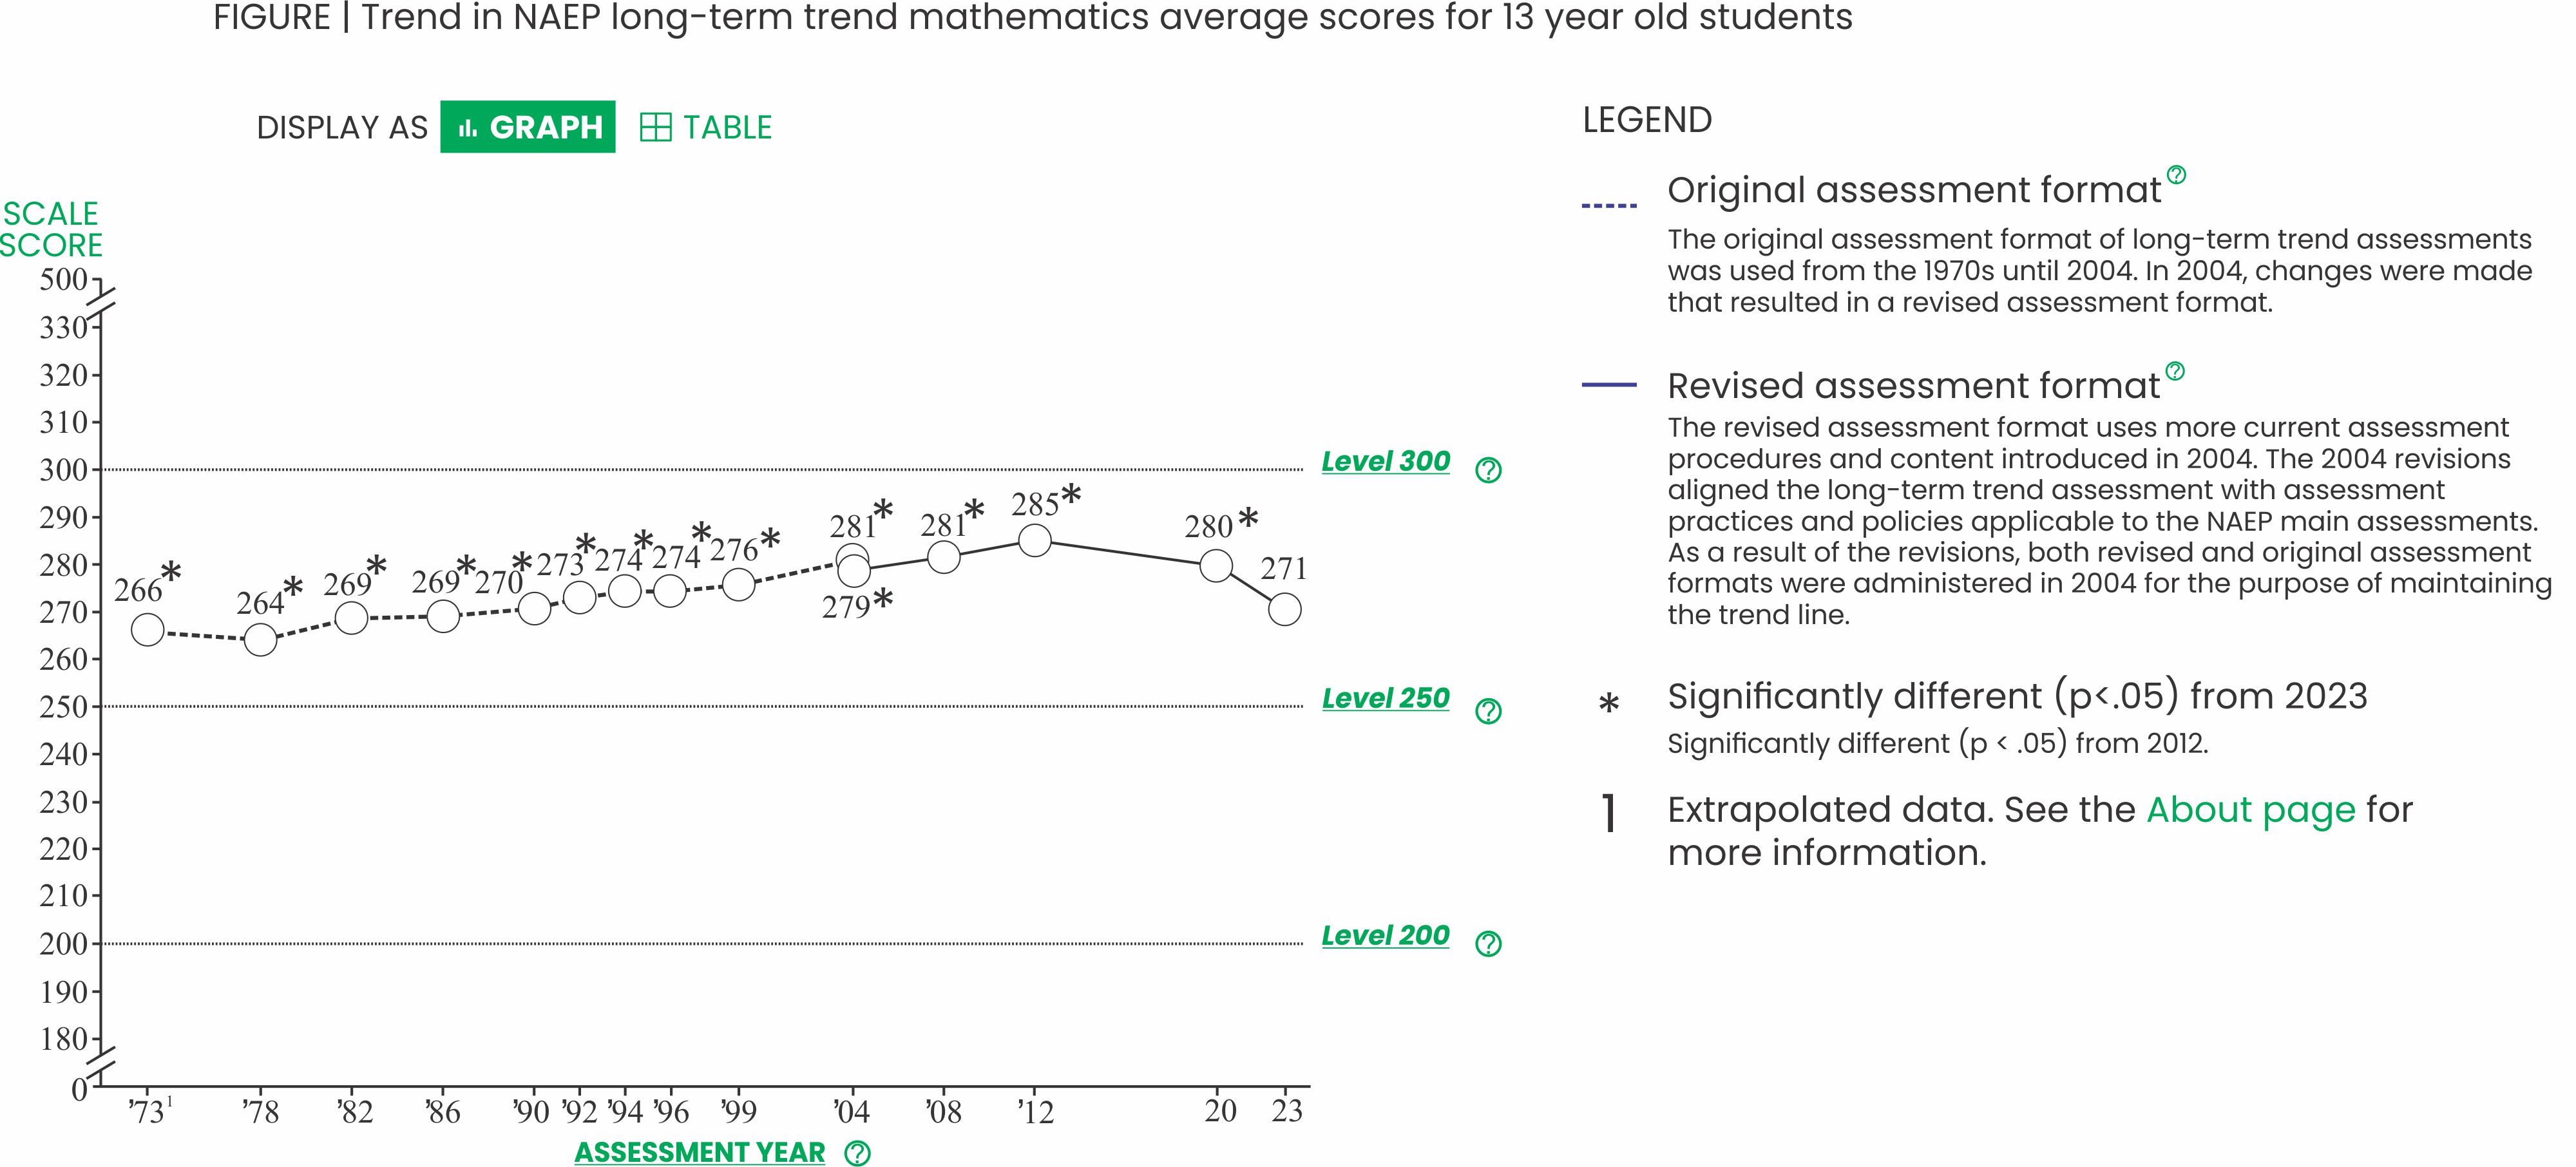 FIGURE | Trend in NAEP long-term trend mathematics average scores for 13 year old students
DISPLAY AS GRAPH TABLE
SCALE
SCORE
500
330
320
310
300
290
280
270
260
250
240
230
220
210
200
190
180
0
266*
264*
269*
269*
270*
273*
274*
274*
276*
281*
279*
281*
285*
280*
271
Level 300 ?
Level 250 ?
Level 200 ?
’73¹ ’78 ’82 ’86 ’90 ’92 ’94 ’96 ’99 ’04 ’08 ’12 20 23
ASSESSMENT YEAR ?
LEGEND
Original assessment format ?
The original assessment format of long-term trend assessments
was used from the 1970s until 2004. In 2004, changes were made
that resulted in a revised assessment format.
Revised assessment format ?
The revised assessment format uses more current assessment
procedures and content introduced in 2004. The 2004 revisions
aligned the long-term trend assessment with assessment
practices and policies applicable to the NAEP main assessments.
As a result of the revisions, both revised and original assessment
formats were administered in 2004 for the purpose of maintaining
the trend line.
* Significantly different (p<.05) from 2023
Significantly different (p < .05) from 2012.
1 Extrapolated data. See the About page for
more information.